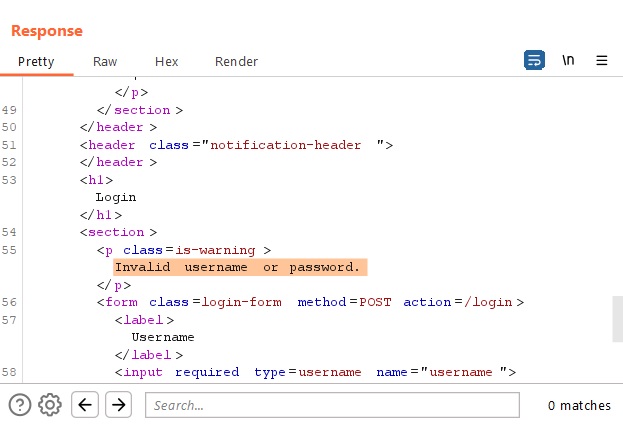 Response
Pretty Raw Hex Render \n
</p>
49 </section >
50 </header >
51 <header class="notification-header ">
52 </header >
53 <h1>
Login
</h1>
54 <section >
55 <p class=is-warning >
Invalid username or password.
</p>
56 <form class=login-form method=POST action=/login >
57 <label >
Username
</label >
58 <input required type=username name="username ">
Search... 0 matches